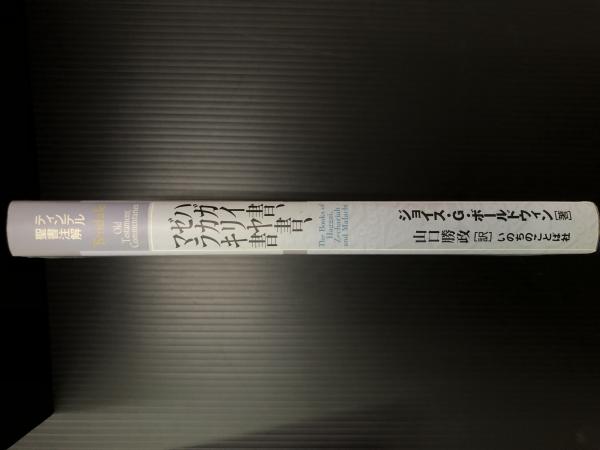 ティンデル
聖書注解
Tyndale
Old
Testament
Commentaries
ハガイ書、
ゼカリヤ書、
マラキ書
The Books of
Haggai,
Zechariah
and Malachi
ジョイス・G・ボールドウィン[著]
山口勝政[訳]
いのちのことば社